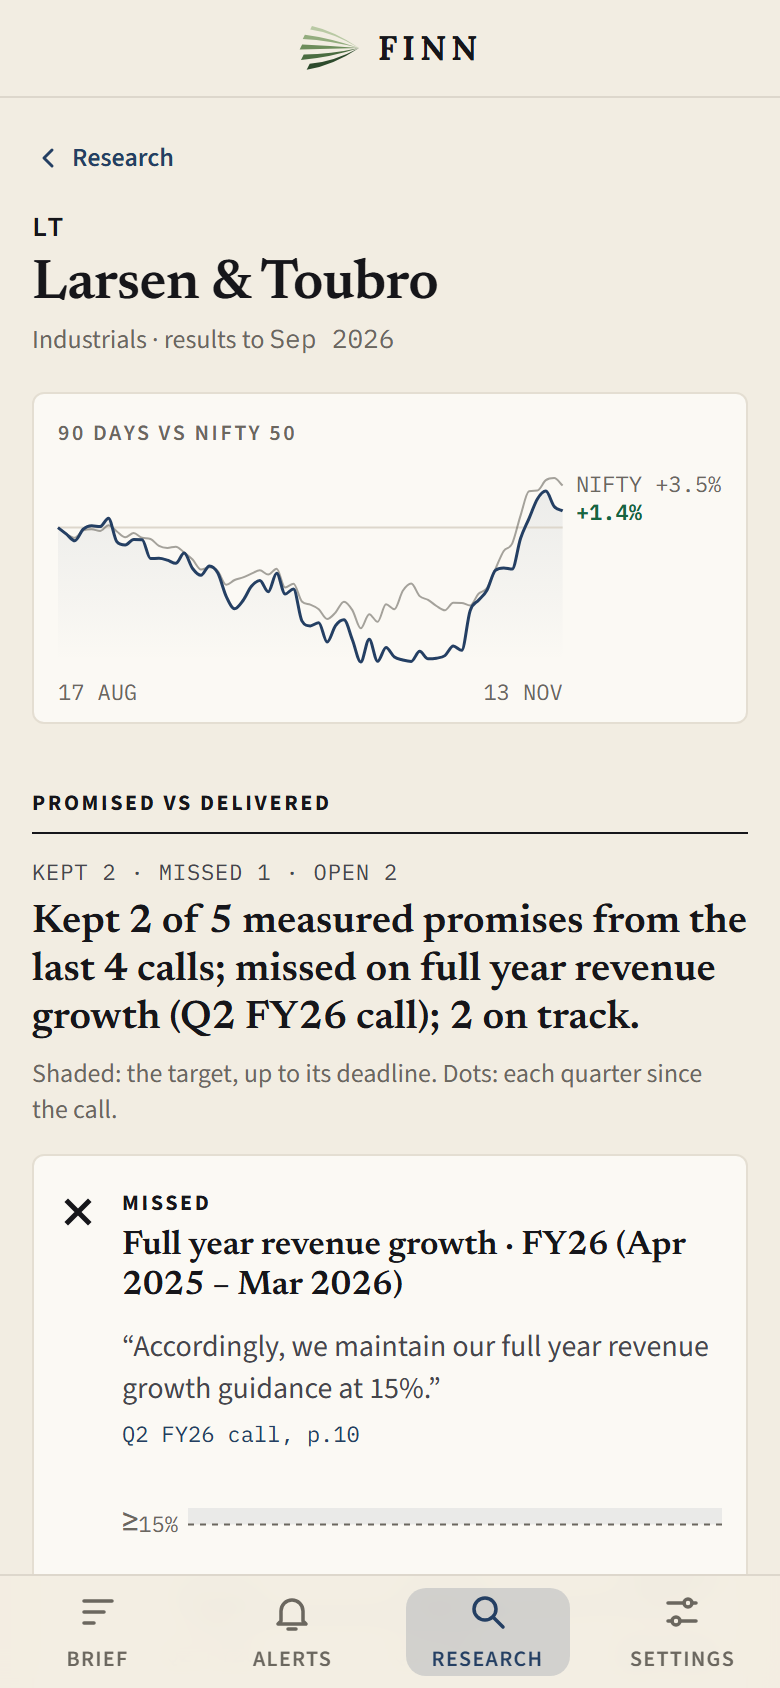 FINN
Research
LT
Larsen & Toubro
Industrials · results to Sep 2026
90 DAYS VS NIFTY 50
NIFTY +3.5%
+1.4%
17 AUG
13 NOV
PROMISED VS DELIVERED
KEPT 2 · MISSED 1 · OPEN 2
Kept 2 of 5 measured promises from the
last 4 calls; missed on full year revenue
growth (Q2 FY26 call); 2 on track.
Shaded: the target, up to its deadline. Dots: each quarter since
the call.
MISSED
Full year revenue growth · FY26 (Apr
2025 – Mar 2026)
“Accordingly, we maintain our full year revenue
growth guidance at 15%.”
Q2 FY26 call, p.10
≥15%
BRIEF
ALERTS
RESEARCH
SETTINGS